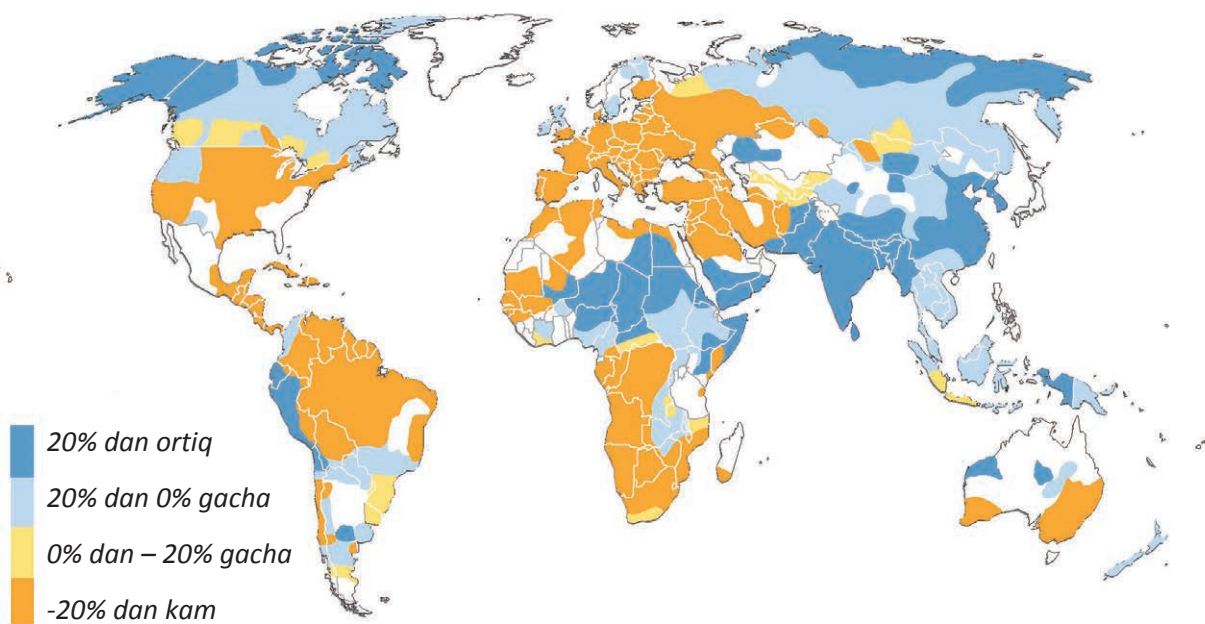 20% dan ortiq
20% dan 0% gacha
0% dan – 20% gacha
-20% dan kam